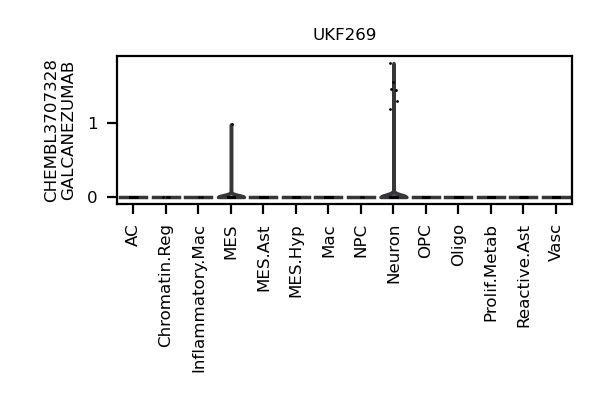 UKF269
CHEMBL3707328
GALCANEZUMAB
1
0
AC
Chromatin.Reg
Inflammatory.Mac
MES
MES.Ast
MES.Hyp
Mac
NPC
Neuron
OPC
Oligo
Prolif.Metab
Reactive.Ast
Vasc